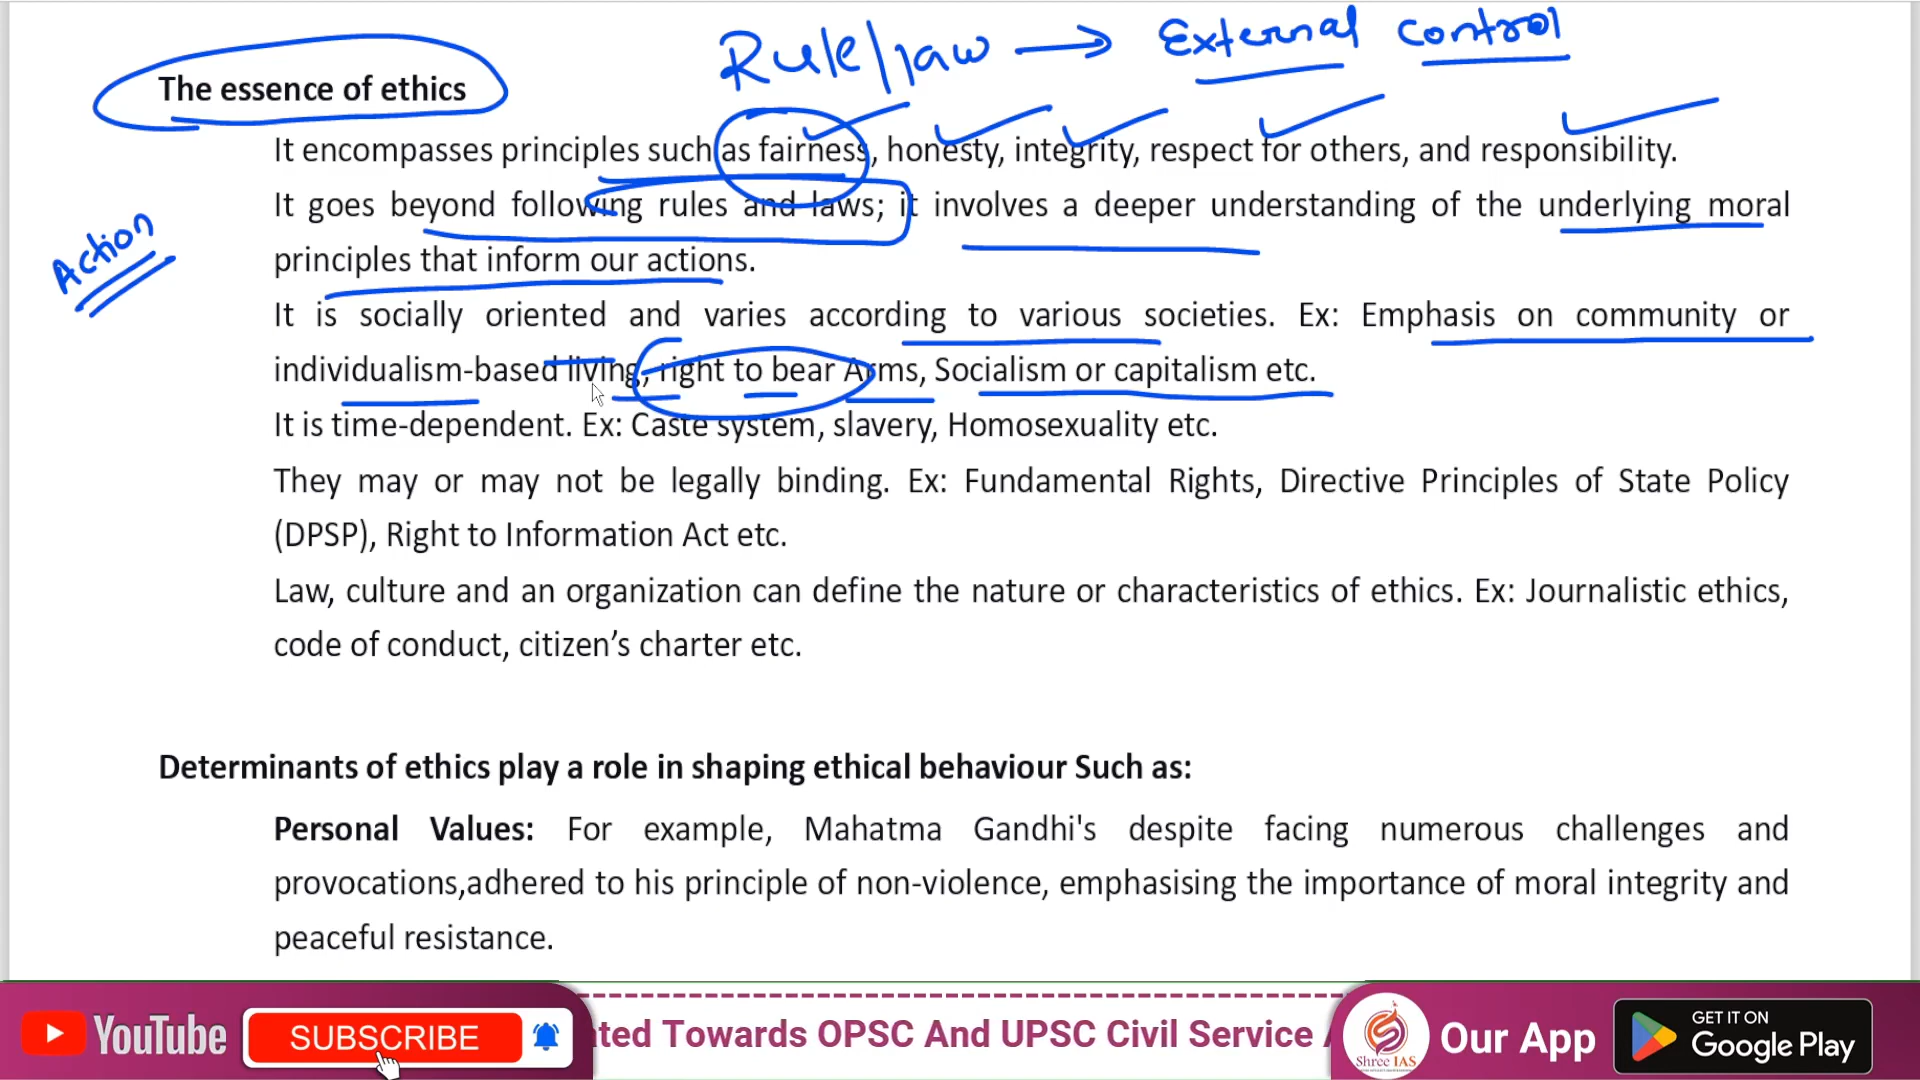 Rule/law → External control
The essence of ethics
It encompasses principles such as fairness, honesty, integrity, respect for others, and responsibility.
It goes beyond following rules and laws; it involves a deeper understanding of the underlying moral
Action
principles that inform our actions.
It is socially oriented and varies according to various societies. Ex: Emphasis on community or
individualism-based living, right to bear Arms, Socialism or capitalism etc.
It is time-dependent. Ex: Caste system, slavery, Homosexuality etc.
They may or may not be legally binding. Ex: Fundamental Rights, Directive Principles of State Policy
(DPSP), Right to Information Act etc.
Law, culture and an organization can define the nature or characteristics of ethics. Ex: Journalistic ethics,
code of conduct, citizen’s charter etc.
Determinants of ethics play a role in shaping ethical behaviour Such as:
Personal Values: For example, Mahatma Gandhi's despite facing numerous challenges and
provocations,adhered to his principle of non-violence, emphasising the importance of moral integrity and
peaceful resistance.
YouTube SUBSCRIBE ated Towards OPSC And UPSC Civil Service Shree IAS Our App GET IT ON Google Play